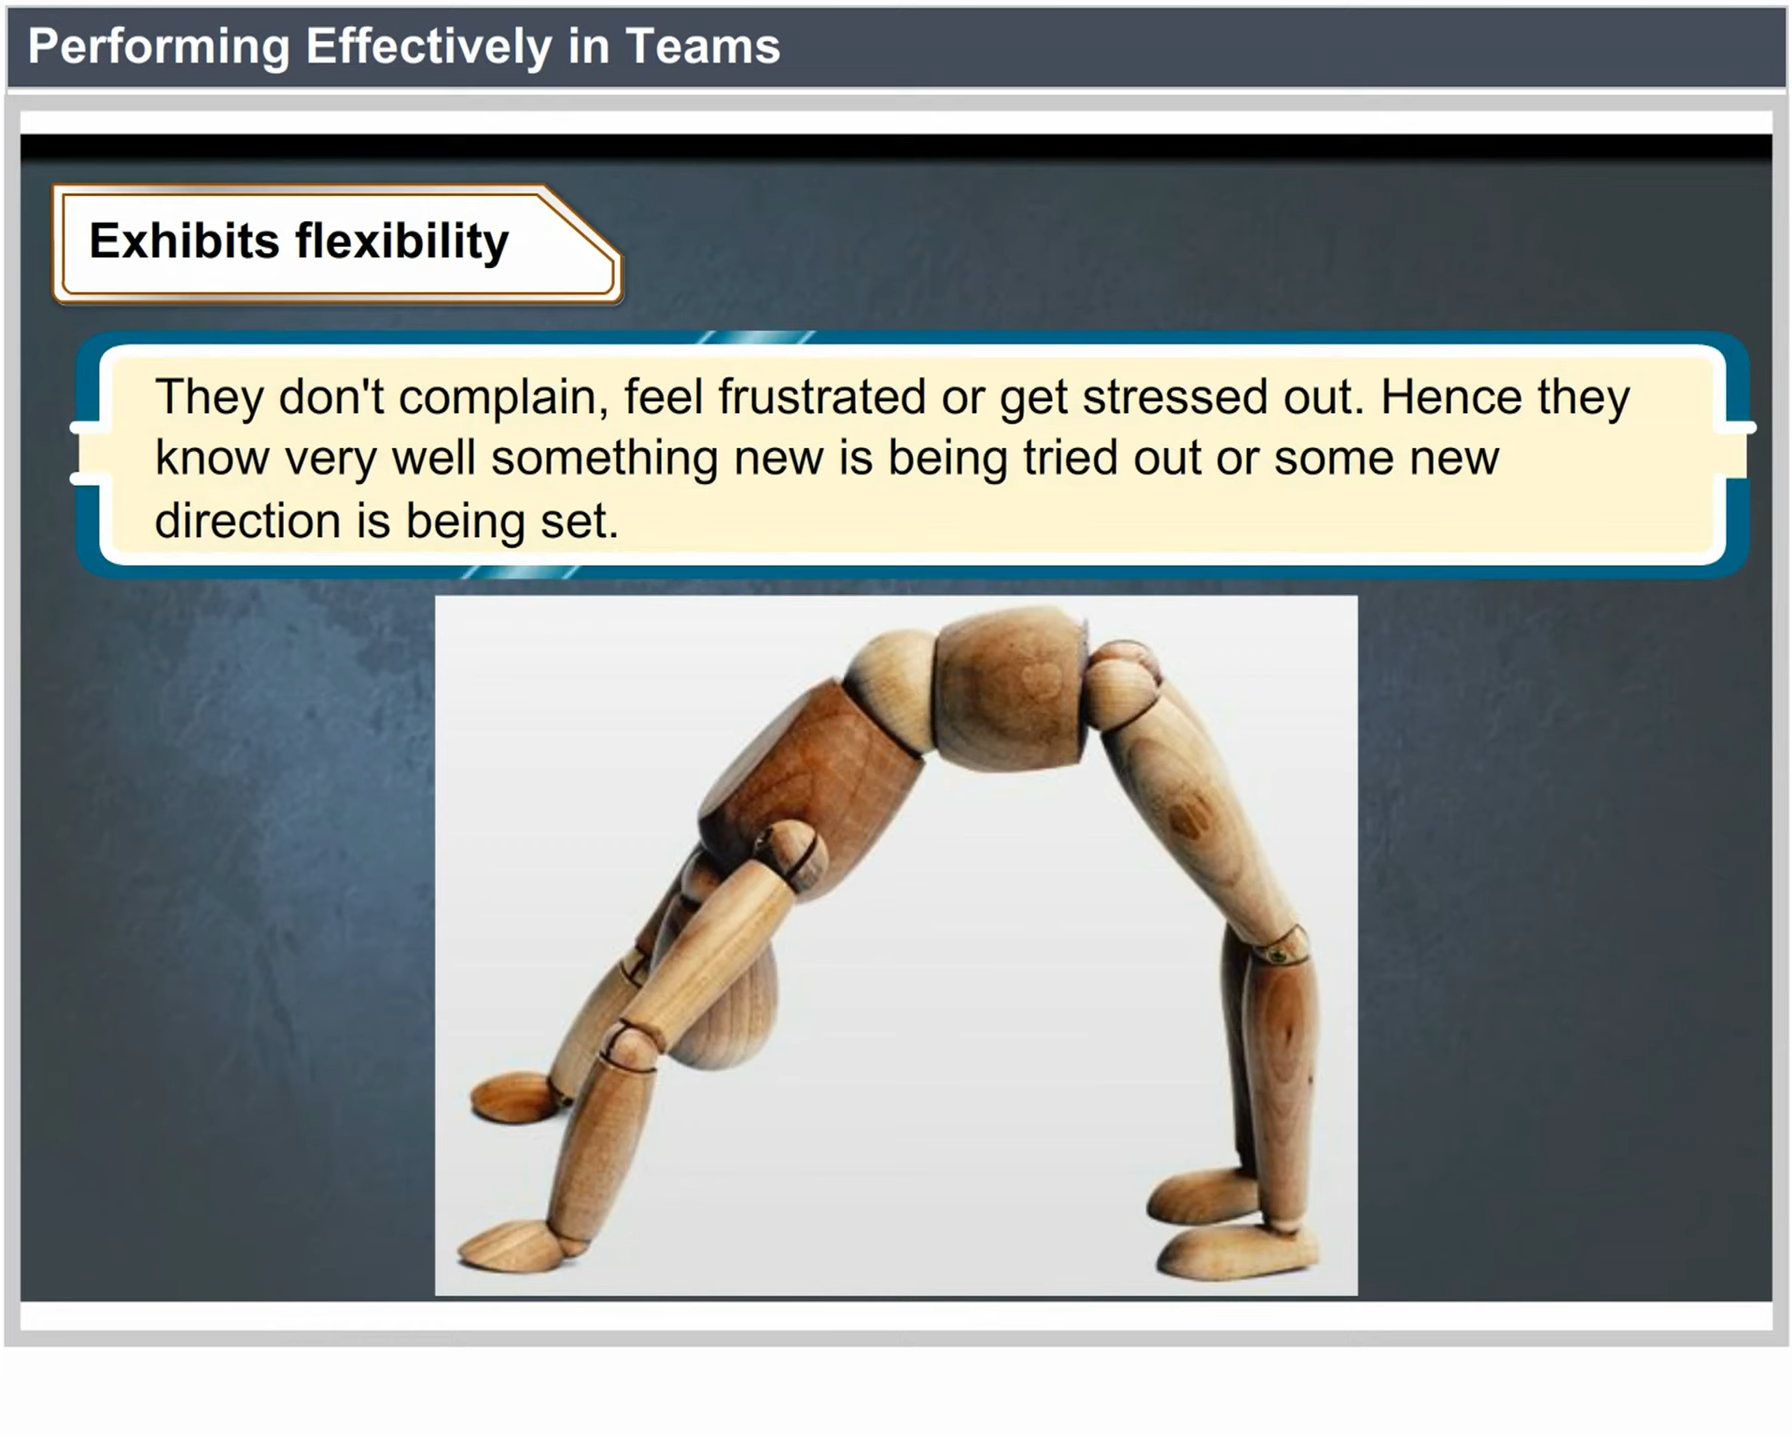 Performing Effectively in Teams
Exhibits flexibility
They don't complain, feel frustrated or get stressed out. Hence they
know very well something new is being tried out or some new
direction is being set.